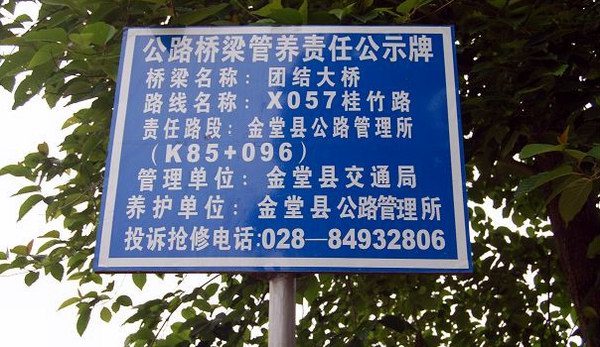 公路桥梁管养责任公示牌
桥梁名称：团结大桥
路线名称：X057桂竹路
责任路段：金堂县公路管理所
（K85+096）
管理单位：金堂县交通局
养护单位：金堂县公路管理所
投诉抢修电话:028—84932806